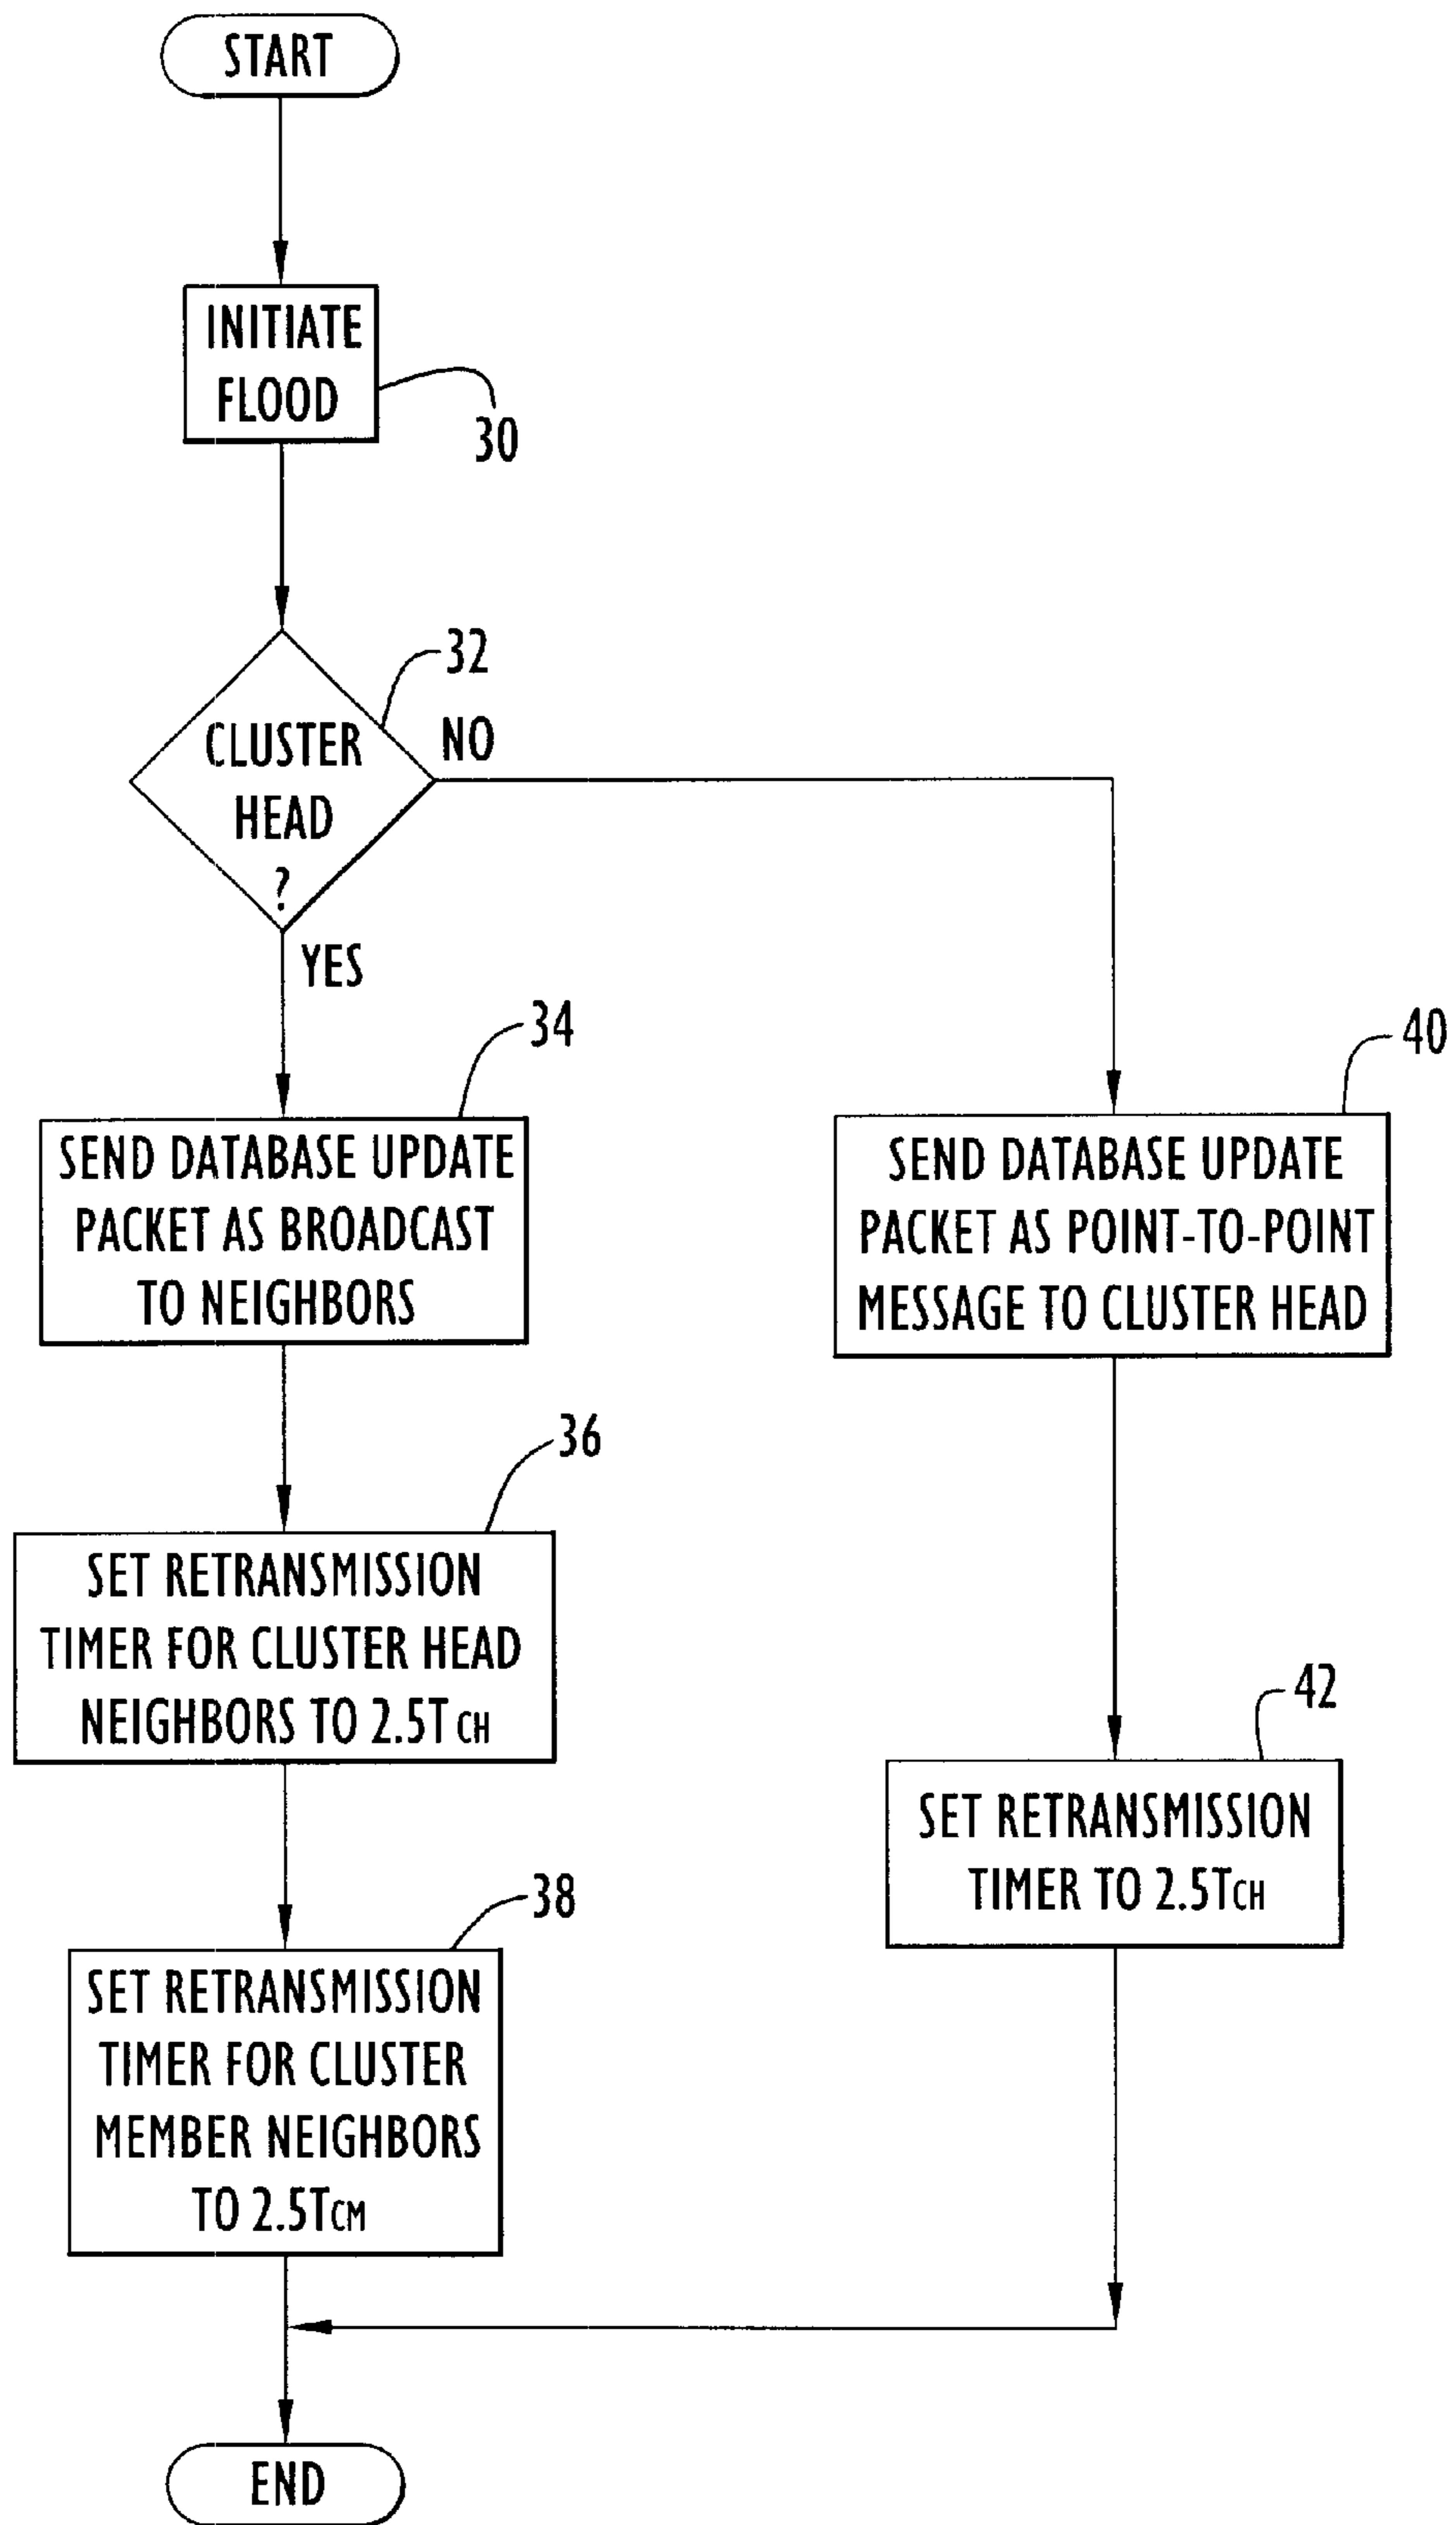 START
INITIATE
FLOOD
30
32
CLUSTER
HEAD
?
NO
YES
34
SEND DATABASE UPDATE
PACKET AS BROADCAST
TO NEIGHBORS
40
SEND DATABASE UPDATE
PACKET AS POINT-TO-POINT
MESSAGE TO CLUSTER HEAD
36
SET RETRANSMISSION
TIMER FOR CLUSTER HEAD
NEIGHBORS TO 2.5T CH
42
SET RETRANSMISSION
TIMER TO 2.5TCH
38
SET RETRANSMISSION
TIMER FOR CLUSTER
MEMBER NEIGHBORS
TO 2.5TCM
END